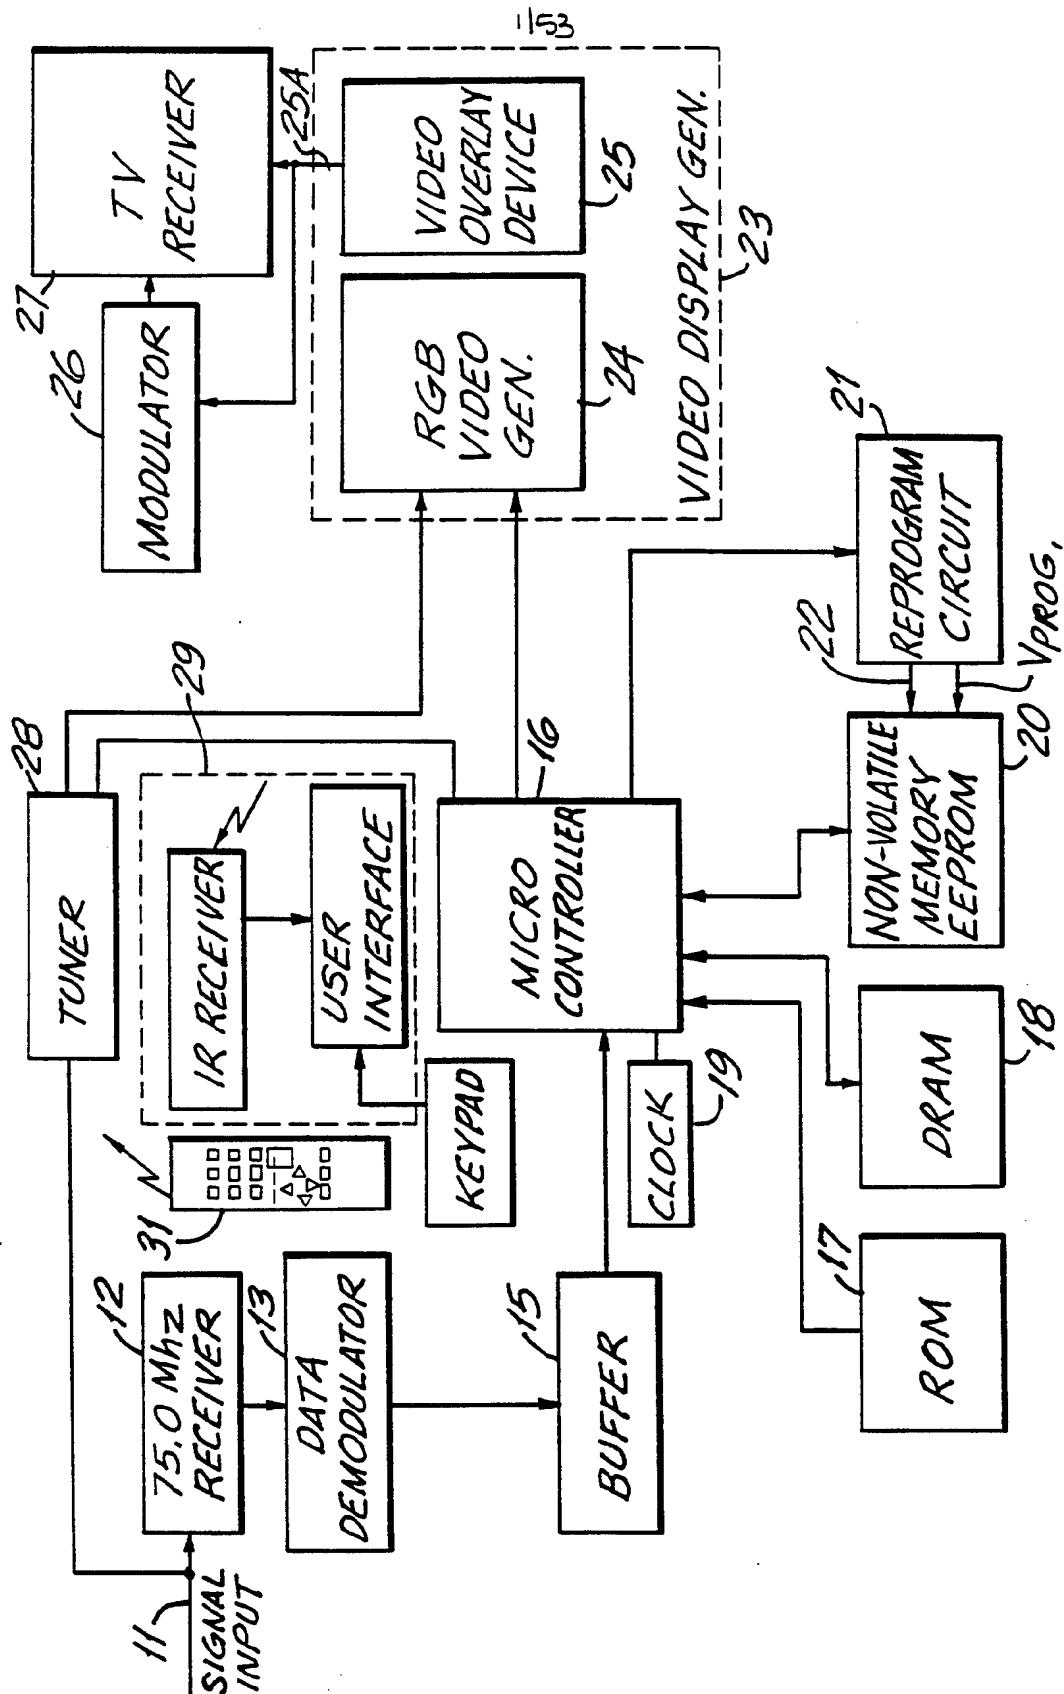 1/53
11
SIGNAL
INPUT
12
75.0 Mhz
RECEIVER
13
DATA
DEMODULATOR
15
BUFFER
17
ROM
31
28
TUNER
29
IR RECEIVER
USER
INTERFACE
KEYPAD
16
MICRO
CONTROLLER
CLOCK
19
DRAM
18
NON-VOLATILE
MEMORY
EEPROM
20
22
VPROG.
REPROGRAM
CIRCUIT
21
26
MODULATOR
27
TV
RECEIVER
25A
RGB
VIDEO
GEN.
24
VIDEO
OVERLAY
DEVICE
25
VIDEO DISPLAY GEN.
23